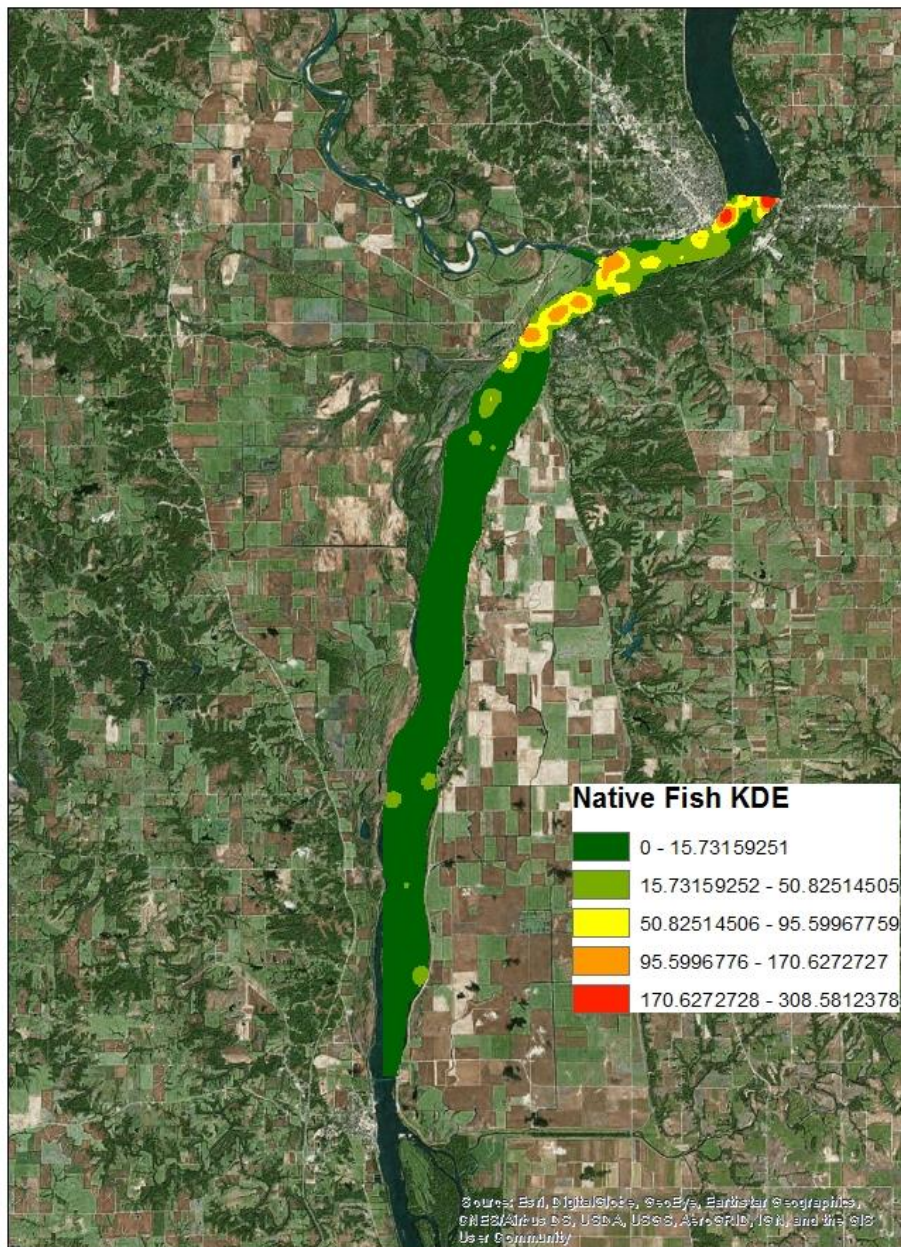 Native Fish KDE
0 - 15.73159251
15.73159252 - 50.82514505
50.82514506 - 95.59967759
95.5996776 - 170.6272727
170.6272728 - 308.5812378
Source: Esri, DigitalGlobe, GeoEye, Earthstar Geographics,
CNES/Airbus DS, USDA, USGS, AeroGRID, IGN, and the GIS
User Community